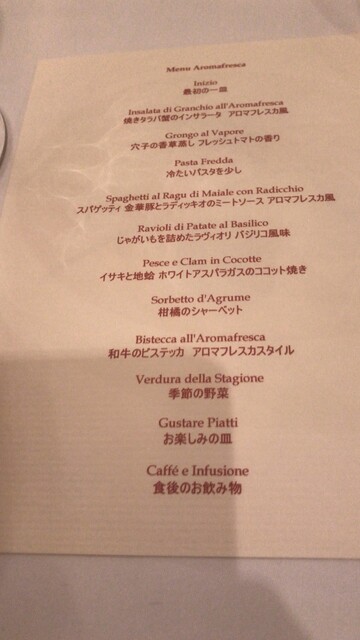 Menu Aromafresca
Inizio
最初の一皿
Insalata di Granchio all'Aromafresca
焼きタラバ蟹のインサラータ アロマフレスカ風
Grongo al Vapore
穴子の香草蒸し フレッシュトマトの香り
Pasta Fredda
冷たいパスタを少し
Spaghetti al Ragu di Maiale con Radicchio
スパゲッティ 金華豚とラディッキオのミートソース アロマフレスカ風
Ravioli di Patate al Basilico
じゃがいもを詰めたラヴィオリ バジリコ風味
Pesce e Clam in Cocotte
イサキと地蛤 ホワイトアスパラガスのココット焼き
Sorbetto d'Agrume
柑橘のシャーベット
Bistecca all'Aromafresca
和牛のビステッカ アロマフレスカスタイル
Verdura della Stagione
季節の野菜
Gustare Piatti
お楽しみの皿
Caffé e Infusione
食後のお飲み物